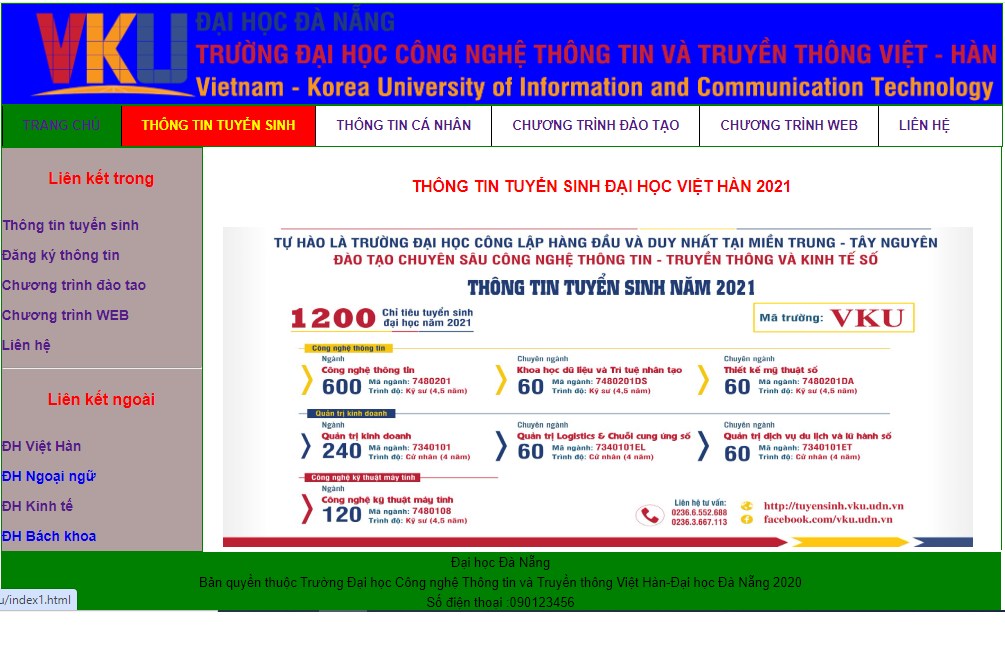 VKU
ĐẠI HỌC ĐÀ NẴNG
TRƯỜNG ĐẠI HỌC CÔNG NGHỆ THÔNG TIN VÀ TRUYỀN THÔNG VIỆT - HÀN
Vietnam - Korea University of Information and Communication Technology
TRANG CHỦ THÔNG TIN TUYỂN SINH THÔNG TIN CÁ NHÂN CHƯƠNG TRÌNH ĐÀO TẠO CHƯƠNG TRÌNH WEB LIÊN HỆ
Liên kết trong
Thông tin tuyển sinh
Đăng ký thông tin
Chương trình đào tạo
Chương trình WEB
Liên hệ
Liên kết ngoài
ĐH Việt Hàn
ĐH Ngoại ngữ
ĐH Kinh tế
ĐH Bách khoa
THÔNG TIN TUYỂN SINH ĐẠI HỌC VIỆT HÀN 2021
TỰ HÀO LÀ TRƯỜNG ĐẠI HỌC CÔNG LẬP HÀNG ĐẦU VÀ DUY NHẤT TẠI MIỀN TRUNG - TÂY NGUYÊN
ĐÀO TẠO CHUYÊN SÂU CÔNG NGHỆ THÔNG TIN - TRUYỀN THÔNG VÀ KINH TẾ SỐ
THÔNG TIN TUYỂN SINH NĂM 2021
1200 Chỉ tiêu tuyển sinh
đại học năm 2021
Mã trường: VKU
Công nghệ thông tin
Ngành
Công nghệ thông tin
600 Mã ngành: 7480201
Trình độ: Kỹ sư (4,5 năm)
Chuyên ngành
Khoa học dữ liệu và Trí tuệ nhân tạo
60 Mã ngành: 7480201DS
Trình độ: Kỹ sư (4,5 năm)
Chuyên ngành
Thiết kế mỹ thuật số
60 Mã ngành: 7480201DA
Trình độ: Kỹ sư (4,5 năm)
Quản trị kinh doanh
Ngành
Quản trị kinh doanh
240 Mã ngành: 7340101
Trình độ: Cử nhân (4 năm)
Chuyên ngành
Quản trị Logistics & Chuỗi cung ứng số
60 Mã ngành: 7340101EL
Trình độ: Cử nhân (4 năm)
Chuyên ngành
Quản trị dịch vụ du lịch và lữ hành số
60 Mã ngành: 7340101ET
Trình độ: Cử nhân (4 năm)
Công nghệ kỹ thuật máy tính
Ngành
Công nghệ kỹ thuật máy tính
120 Mã ngành: 7480108
Trình độ: Kỹ sư (4,5 năm)
Liên hệ tư vấn:
0236.6.552.688
0236.3.667.113
http://tuyensinh.vku.udn.vn
facebook.com/vku.udn.vn
Đại học Đà Nẵng
Bản quyền thuộc Trường Đại học Công nghệ Thông tin và Truyền thông Việt Hàn-Đại học Đà Nẵng 2020
Số điện thoại :090123456
u/index1.html